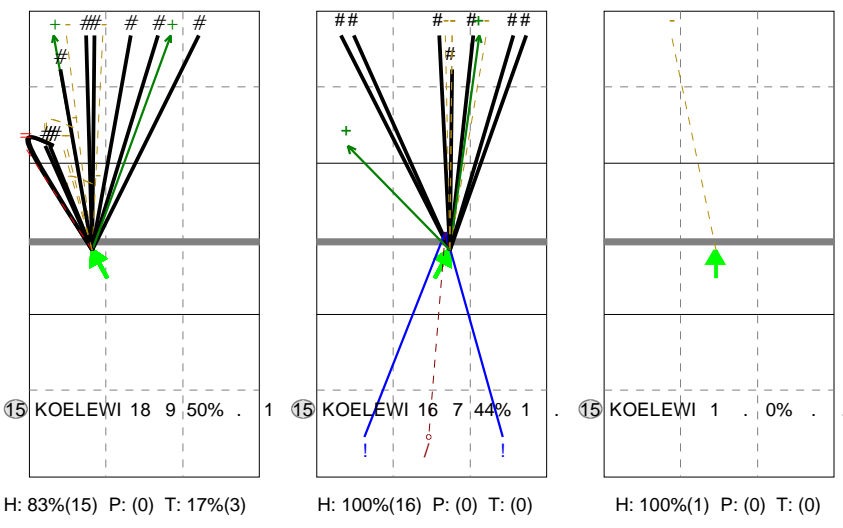 + - ## - # # + #
## #-- #+- ##
-
#
#
= ##
+
15 KOELEWI 18 9 50% . 1
15 KOELEWI 16 7 44% 1 .
15 KOELEWI 1 . 0% . .
! / !
H: 83%(15) P: (0) T: 17%(3)
H: 100%(16) P: (0) T: (0)
H: 100%(1) P: (0) T: (0)